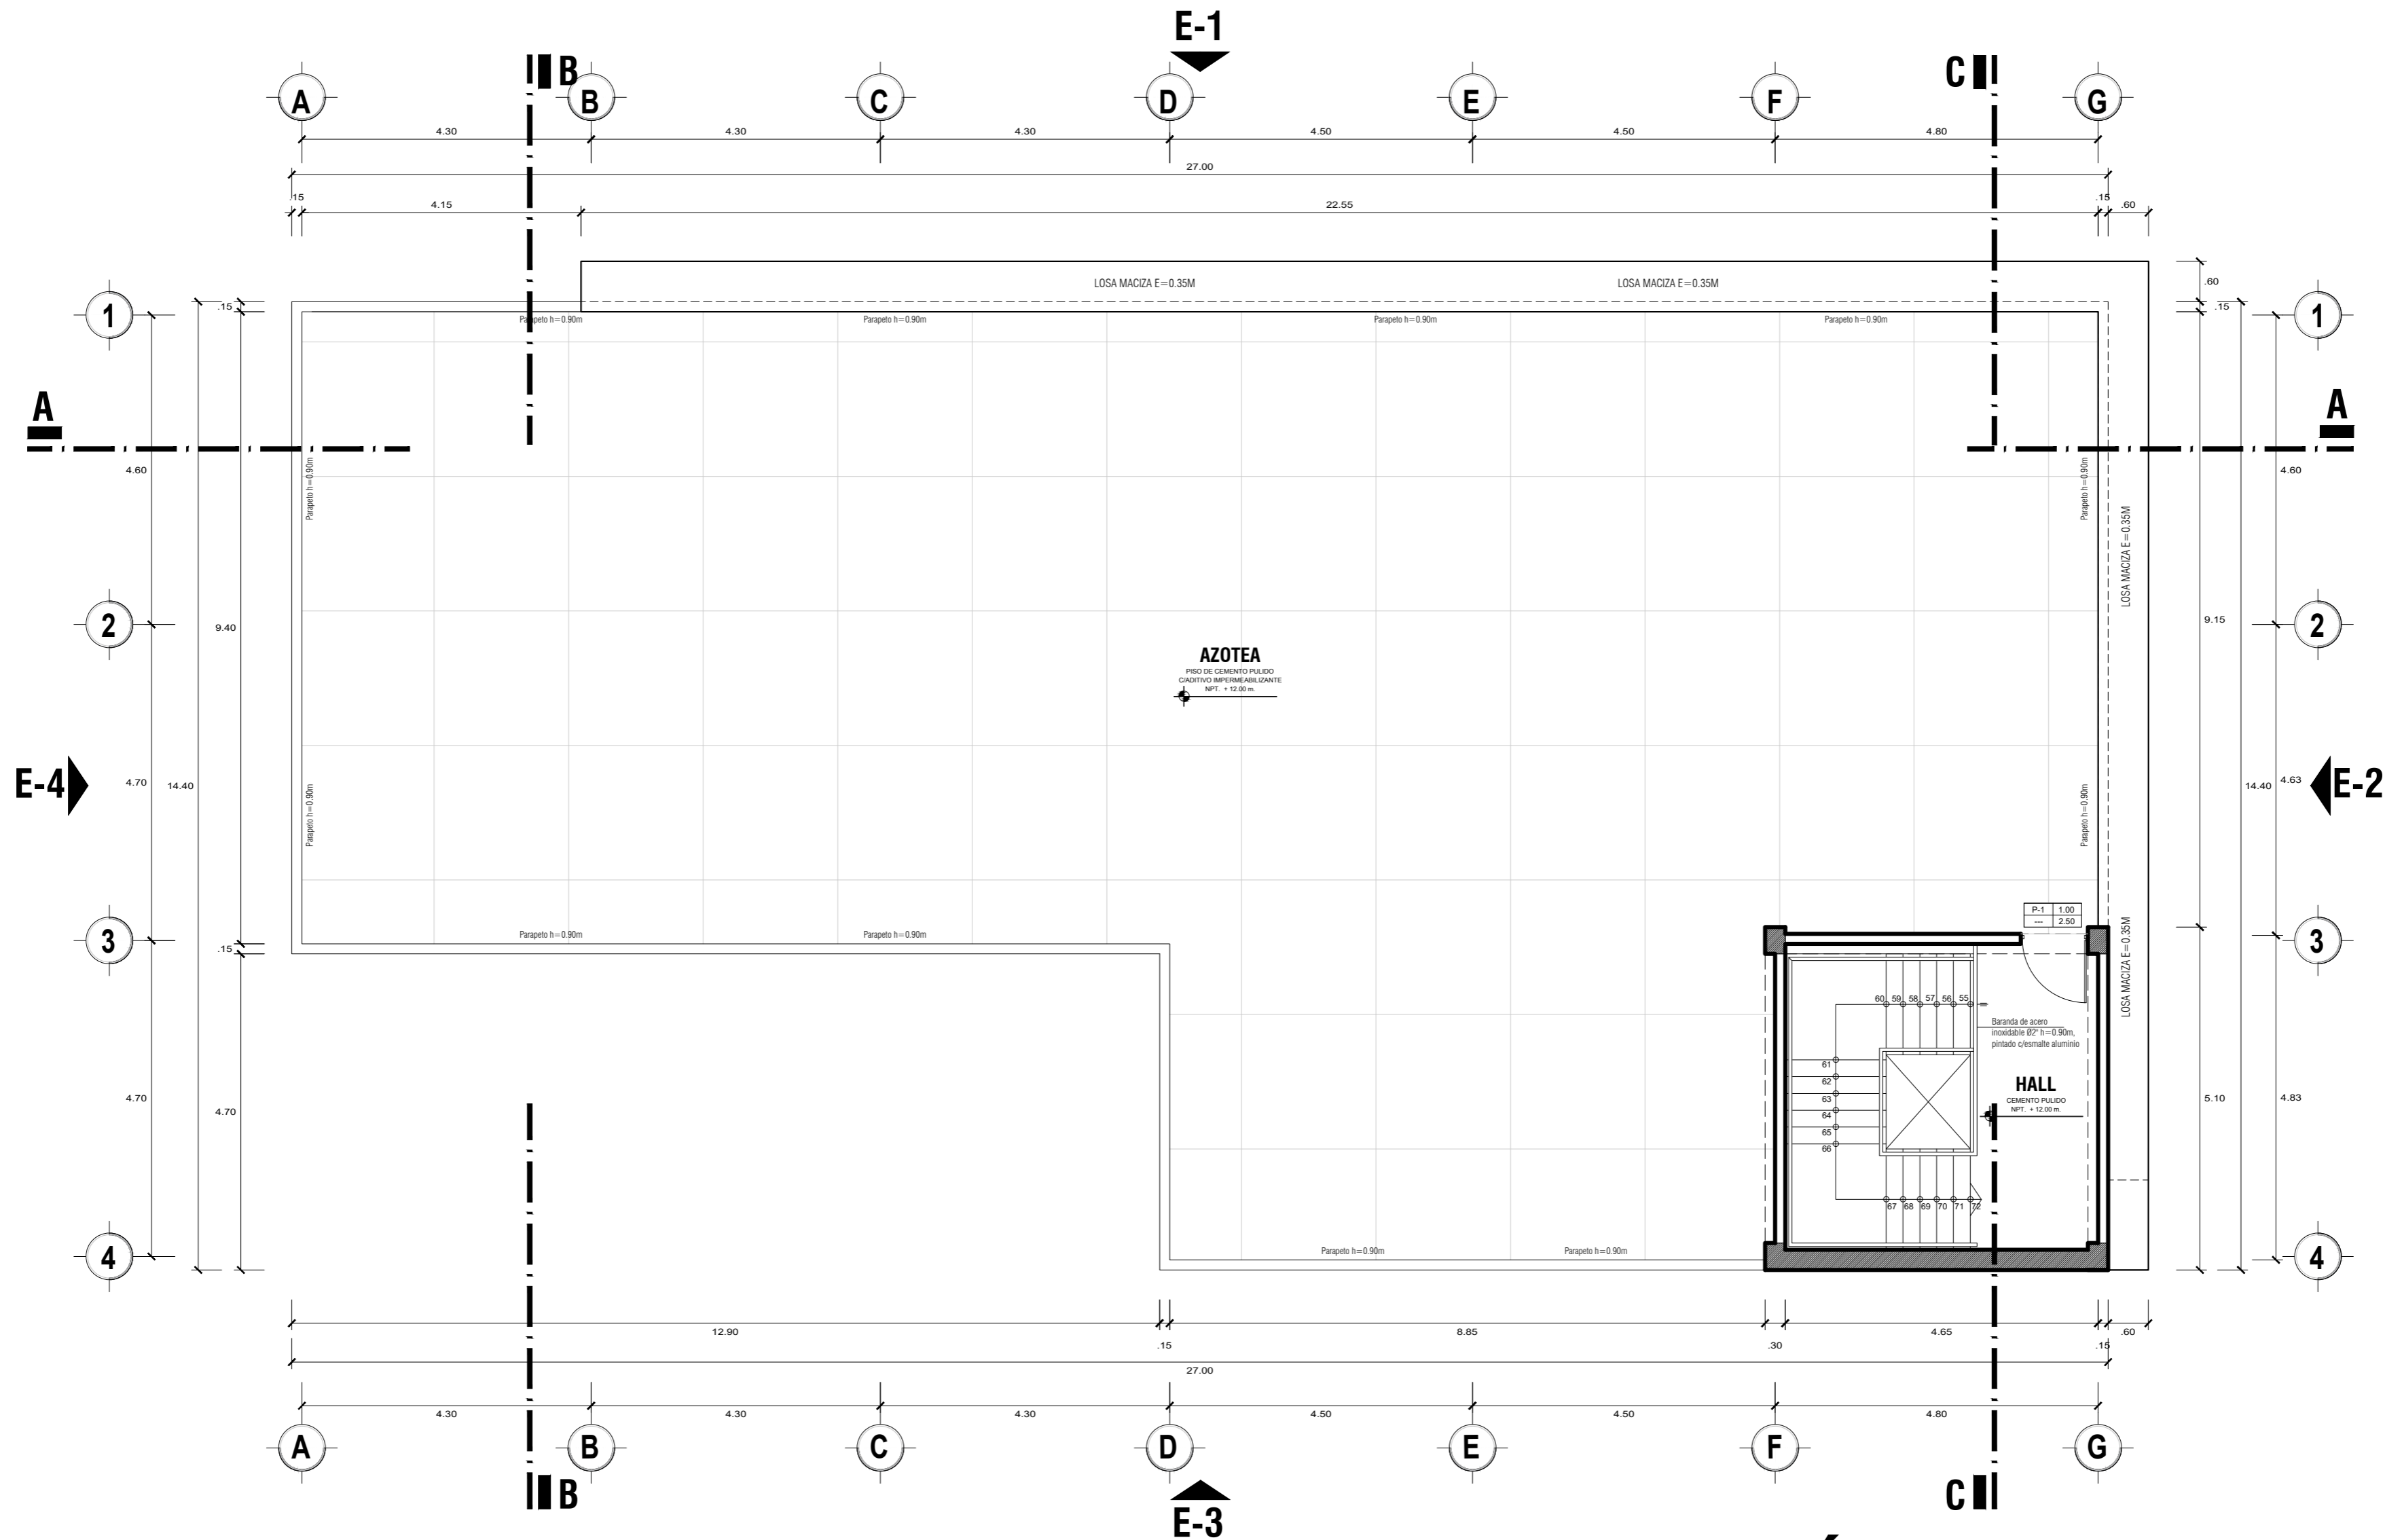 E-1
B
C
A
B
C
D
E
F
G
4.30
4.30
4.30
4.50
4.50
4.80
27.00
.15
4.15
22.55
.15
.60
LOSA MACIZA E=0.35M
LOSA MACIZA E=0.35M
.60
.15
.15
1
1
Parapeto h=0.90m
Parapeto h=0.90m
Parapeto h=0.90m
Parapeto h=0.90m
A
A
4.60
4.60
Parapeto h=0.90m
Parapeto h=0.90m
LOSA MACIZA E=0.35M
2
2
9.40
9.15
AZOTEA
PISO DE CEMENTO PULIDO
C/ADITIVO IMPERMEABILIZANTE
NPT. + 12.00 m.
E-4
E-2
4.70
14.40
4.63
14.40
Parapeto h=0.90m
Parapeto h=0.90m
P-1 1.00
--- 2.50
3
3
.15
Parapeto h=0.90m
Parapeto h=0.90m
LOSA MACIZA E=0.35M
60 59 58 57 56 55
Baranda de acero
inoxidable Ø2" h=0.90m,
pintado c/esmalte aluminio
61
62
63
64
65
66
HALL
CEMENTO PULIDO
NPT. + 12.00 m.
4.70
4.70
5.10
4.83
67 68 69 70 71 72
4
4
Parapeto h=0.90m
Parapeto h=0.90m
12.90
.15
8.85
.30
4.65
.15
.60
27.00
4.30
4.30
4.30
4.50
4.50
4.80
A
B
C
D
E
F
G
B
C
E-3